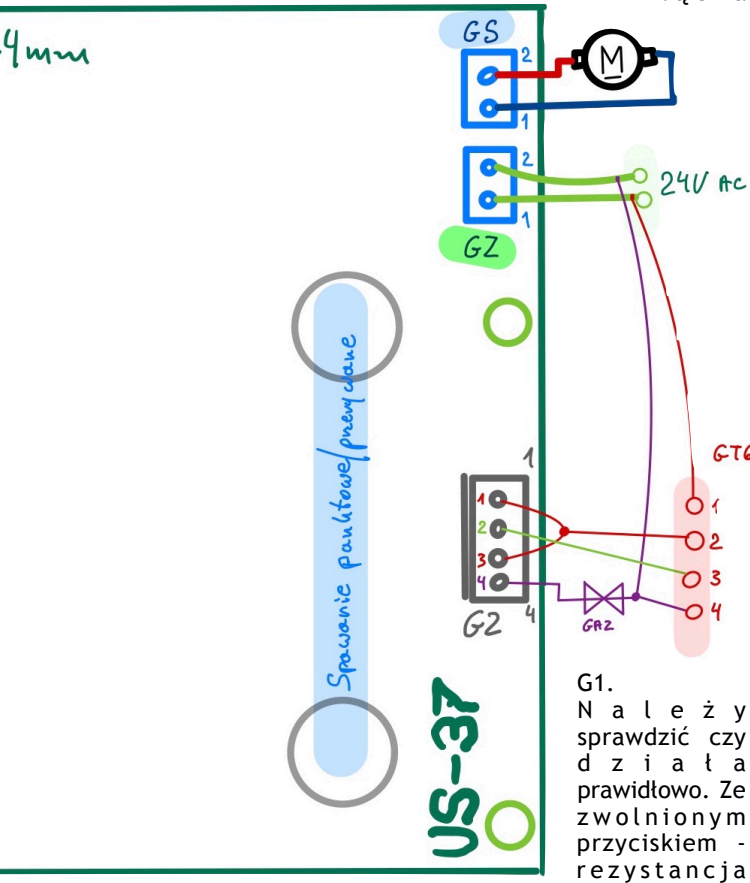 4mm
GS
2
M
1
2
24V AC
1
GZ
Spawanie punktowe/przerywane
GT6
1
1
1
2
2
3
3
4
4
G2
4
GAZ
US-37
G1.
Należy
sprawdzić czy
działa
prawidłowo. Ze
zwolnionym
przyciskiem -
rezystancja